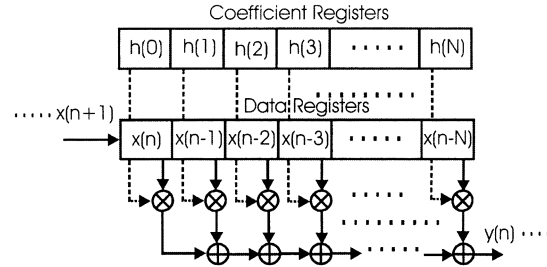 Coefficient Registers
h(0) h(1) h(2) h(3) ..... h(N)
........
Data Registers
..... x(n+1)
x(n) x(n-1) x(n-2) x(n-3) ..... x(n-N)
y(n) ....